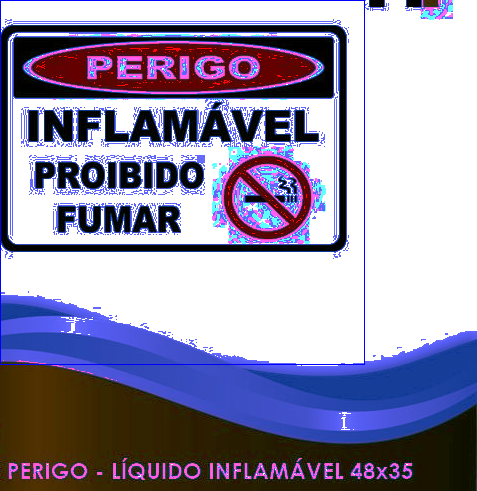 PERIGO
INFLAMÁVEL
PROIBIDO
FUMAR
PERIGO - LÍQUIDO INFLAMÁVEL 48x35